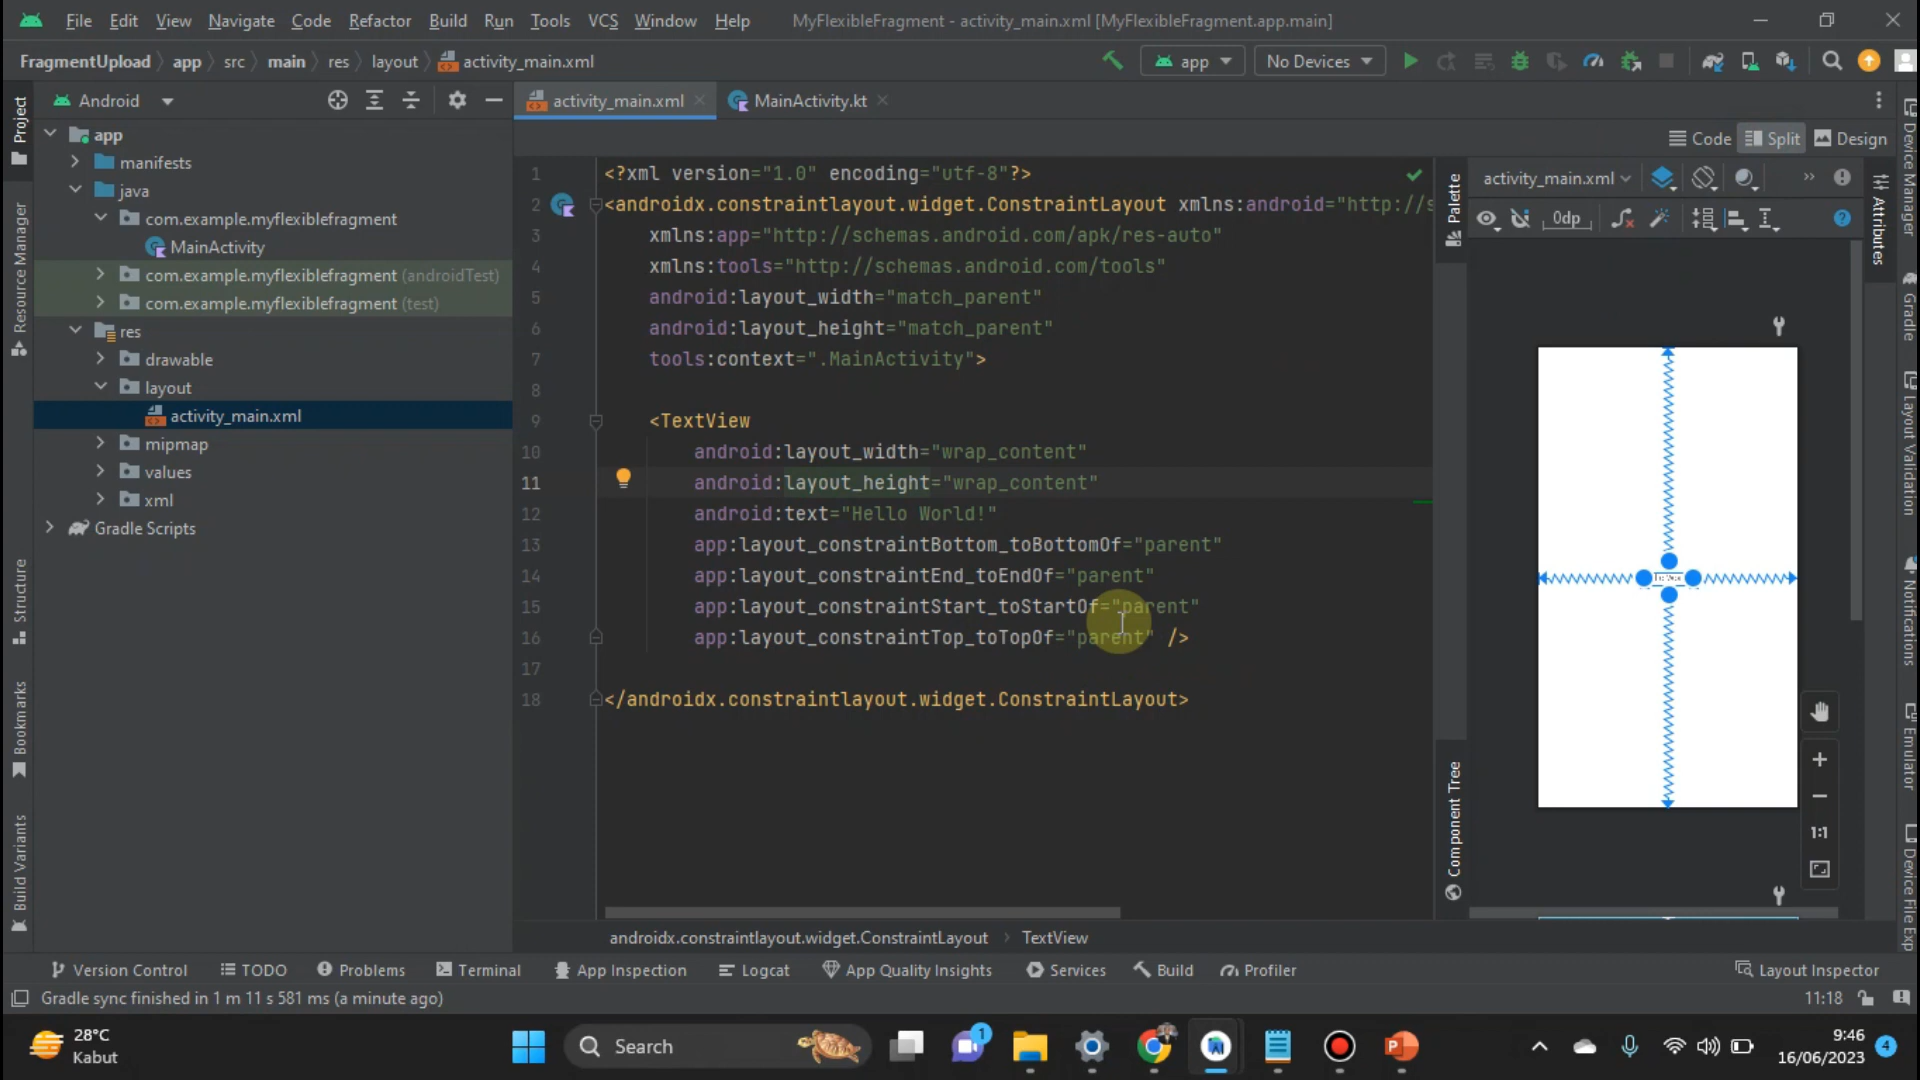 File Edit View Navigate Code Refactor Build Run Tools VCS Window Help MyFlexibleFragment - activity_main.xml [MyFlexibleFragment.app.main]
FragmentUpload app src main res layout activity_main.xml app No Devices
Android activity_main.xml MainActivity.kt
Code Split Design
Project
Resource Manager
Structure
Bookmarks
Build Variants
app
manifests
java
com.example.myflexiblefragment
MainActivity
com.example.myflexiblefragment (androidTest)
com.example.myflexiblefragment (test)
res
drawable
layout
activity_main.xml
mipmap
values
xml
Gradle Scripts
1 <?xml version="1.0" encoding="utf-8"?>
2 <androidx.constraintlayout.widget.ConstraintLayout xmlns:android="http://s
3 xmlns:app="http://schemas.android.com/apk/res-auto"
4 xmlns:tools="http://schemas.android.com/tools"
5 android:layout_width="match_parent"
6 android:layout_height="match_parent"
7 tools:context=".MainActivity">
8
9 <TextView
10 android:layout_width="wrap_content"
11 android:layout_height="wrap_content"
12 android:text="Hello World!"
13 app:layout_constraintBottom_toBottomOf="parent"
14 app:layout_constraintEnd_toEndOf="parent"
15 app:layout_constraintStart_toStartOf="parent"
16 app:layout_constraintTop_toTopOf="parent" />
17
18 </androidx.constraintlayout.widget.ConstraintLayout>
Palette
Component Tree
activity_main.xml
0dp
1:1
Attributes
Device Manager
Gradle
Layout Validation
Notifications
Emulator
Device File Exp
androidx.constraintlayout.widget.ConstraintLayout TextView
Version Control TODO Problems Terminal App Inspection Logcat App Quality Insights Services Build Profiler Layout Inspector
Gradle sync finished in 1 m 11 s 581 ms (a minute ago) 11:18
28°C
Kabut
Search
1
9:46
16/06/2023
4